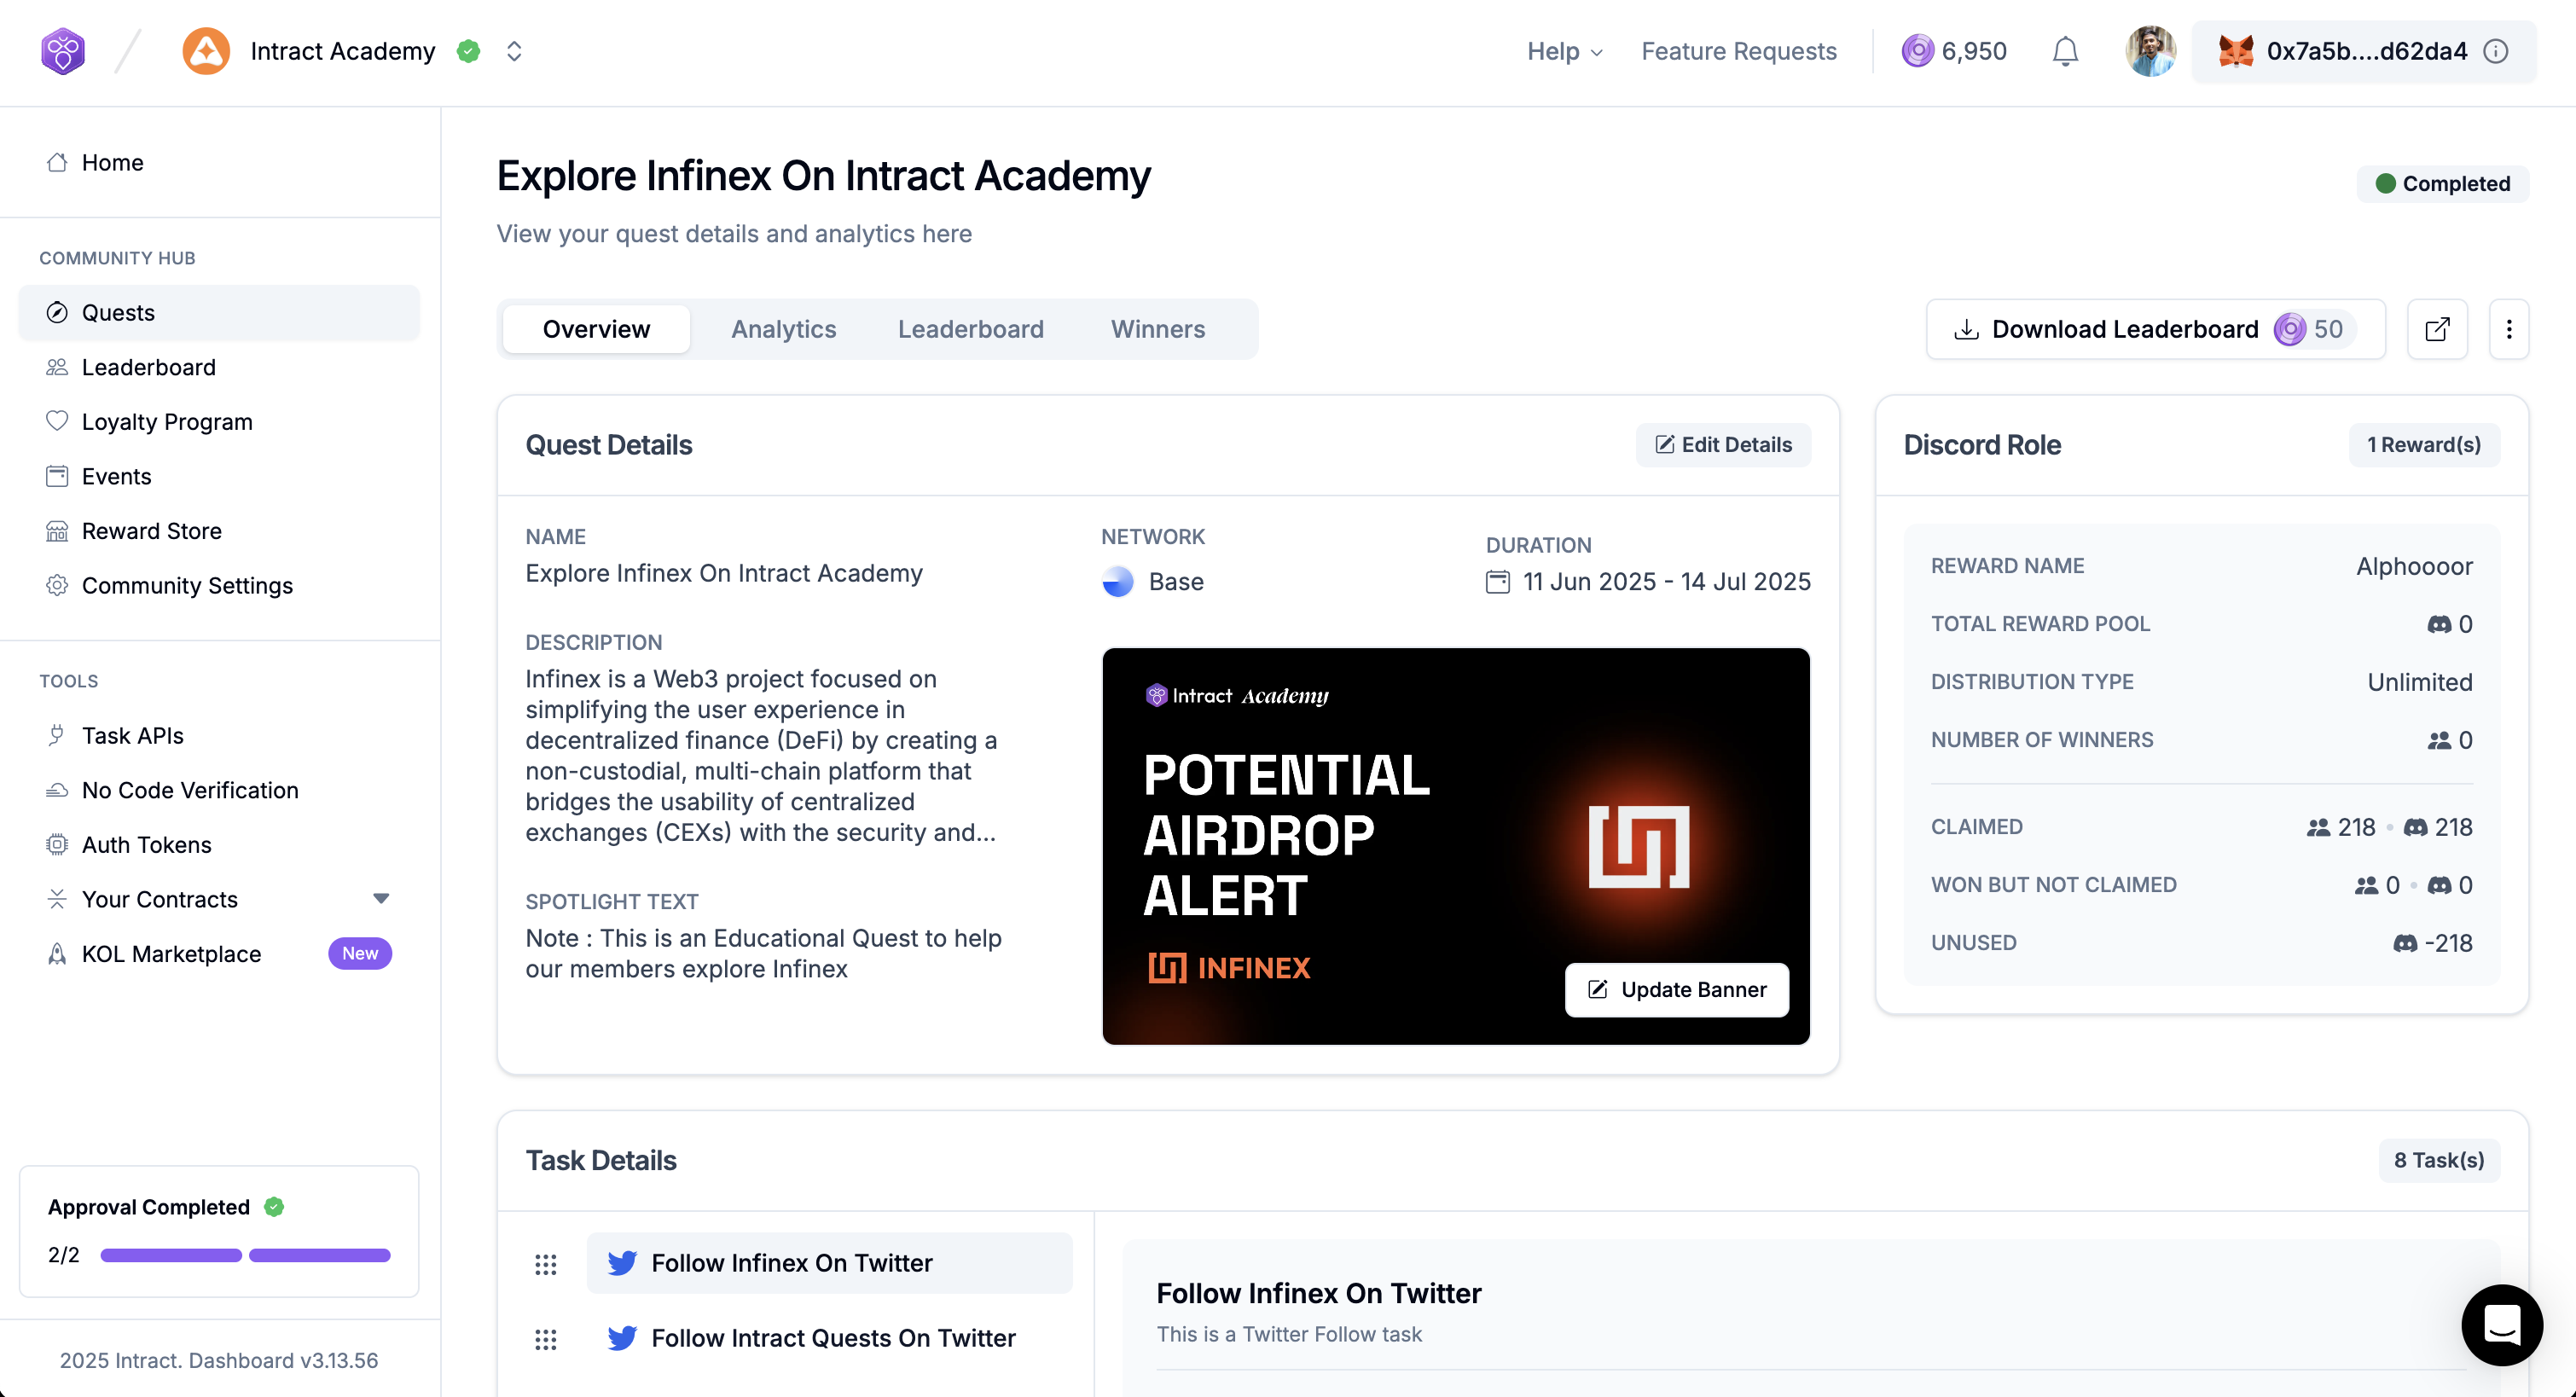 Intract Academy
Help
Feature Requests
6,950
0x7a5b....d62da4
Home
COMMUNITY HUB
Quests
Leaderboard
Loyalty Program
Events
Reward Store
Community Settings
TOOLS
Task APIs
No Code Verification
Auth Tokens
Your Contracts
KOL Marketplace
New
Approval Completed
2/2
2025 Intract. Dashboard v3.13.56
Explore Infinex On Intract Academy
Completed
View your quest details and analytics here
Overview
Analytics
Leaderboard
Winners
Download Leaderboard
50
Quest Details
Edit Details
NAME
Explore Infinex On Intract Academy
NETWORK
Base
DURATION
11 Jun 2025 - 14 Jul 2025
DESCRIPTION
Infinex is a Web3 project focused on
simplifying the user experience in
decentralized finance (DeFi) by creating a
non-custodial, multi-chain platform that
bridges the usability of centralized
exchanges (CEXs) with the security and...
SPOTLIGHT TEXT
Note : This is an Educational Quest to help
our members explore Infinex
Intract Academy
POTENTIAL
AIRDROP
ALERT
INFINEX
Update Banner
Discord Role
1 Reward(s)
REWARD NAME
Alphoooor
TOTAL REWARD POOL
0
DISTRIBUTION TYPE
Unlimited
NUMBER OF WINNERS
0
CLAIMED
218 • 218
WON BUT NOT CLAIMED
0 • 0
UNUSED
-218
Task Details
8 Task(s)
Follow Infinex On Twitter
Follow Intract Quests On Twitter
Follow Infinex On Twitter
This is a Twitter Follow task